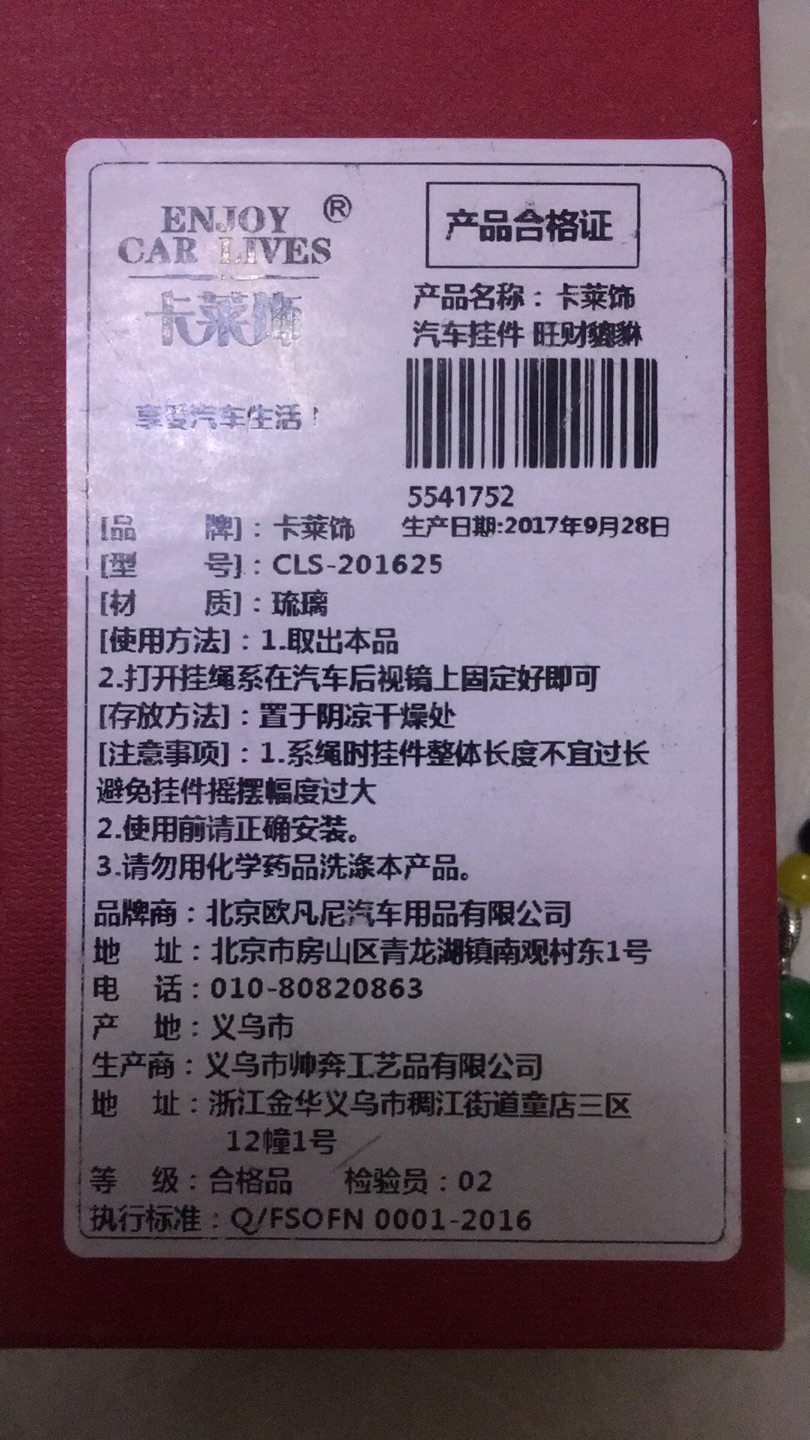 ENJOY ®
CAR LIVES
卡莱饰
享受汽车生活！
产品合格证
产品名称：卡莱饰
汽车挂件 旺财貔貅
5541752
生产日期:2017年9月28日
[品 牌]：卡莱饰
[型 号]：CLS-201625
[材 质]：琉璃
[使用方法]：1.取出本品
2.打开挂绳系在汽车后视镜上固定好即可
[存放方法]：置于阴凉干燥处
[注意事项]：1.系绳时挂件整体长度不宜过长
避免挂件摇摆幅度过大
2.使用前请正确安装。
3.请勿用化学药品洗涤本产品。
品牌商：北京欧凡尼汽车用品有限公司
地 址：北京市房山区青龙湖镇南观村东1号
电 话：010-80820863
产 地：义乌市
生产商：义乌市帅奔工艺品有限公司
地 址：浙江金华义乌市稠江街道童店三区
12幢1号
等 级：合格品 检验员：02
执行标准：Q/FSOFN 0001-2016